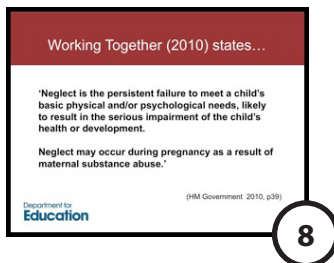 Working Together (2010) states…
‘Neglect is the persistent failure to meet a child’s
basic physical and/or psychological needs, likely
to result in the serious impairment of the child’s
health or development.
Neglect may occur during pregnancy as a result of
maternal substance abuse.’
(HM Government 2010, p39)
Department for
Education
8